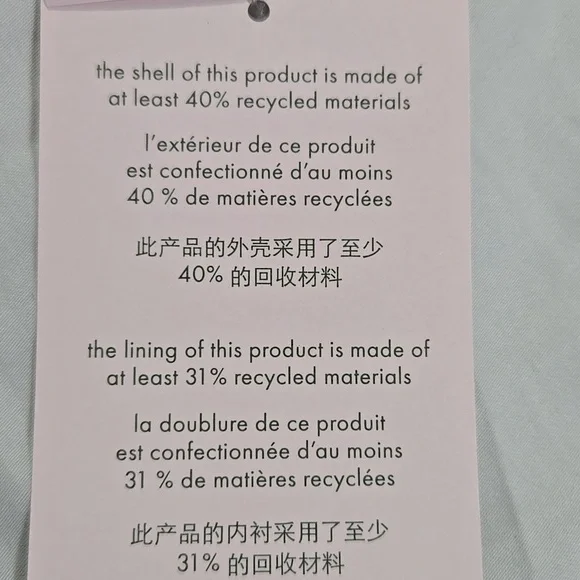 the shell of this product is made of
at least 40% recycled materials
l'extérieur de ce produit
est confectionné d'au moins
40 % de matières recyclées
此产品的外壳采用了至少
40% 的回收材料
the lining of this product is made of
at least 31% recycled materials
la doublure de ce produit
est confectionnée d'au moins
31 % de matières recyclées
此产品的内衬采用了至少
31% 的回收材料